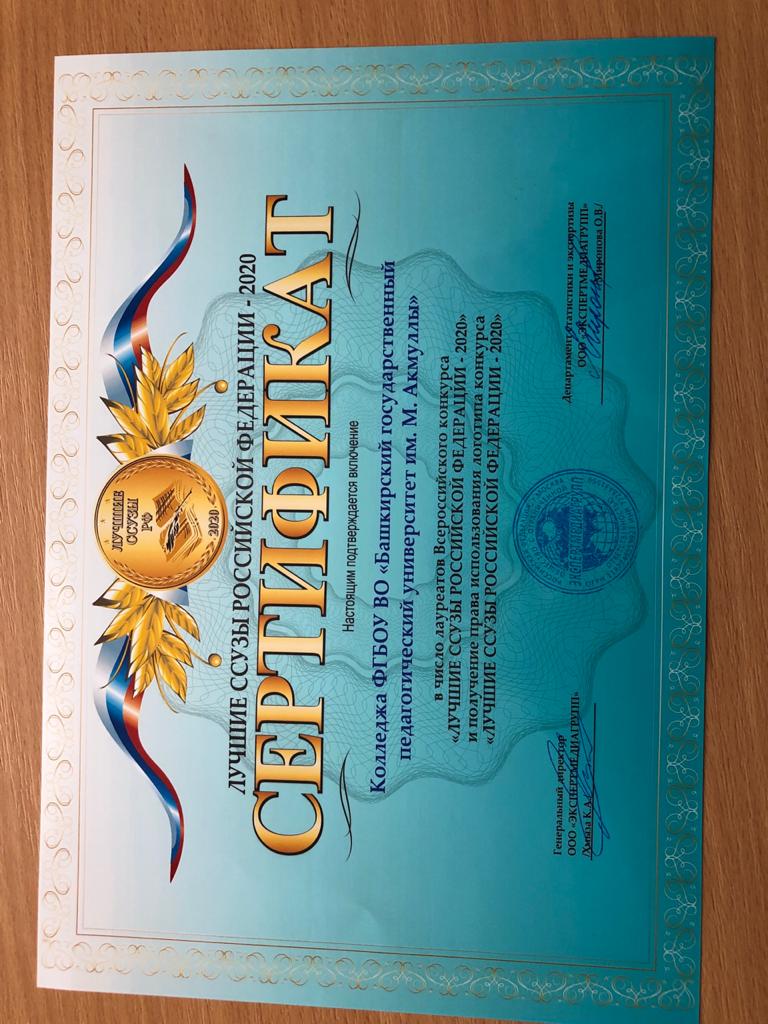 ЛУЧШИЕ
ССУЗЫ
РФ
2020
ЛУЧШИЕ ССУЗЫ РОССИЙСКОЙ ФЕДЕРАЦИИ - 2020
СЕРТИФИКАТ
Настоящим подтверждается включение
Колледжа ФГБОУ ВО «Башкирский государственный
педагогический университет им. М. Акмуллы»
в число лауреатов Всероссийского конкурса
«ЛУЧШИЕ ССУЗЫ РОССИЙСКОЙ ФЕДЕРАЦИИ - 2020»
и получение права использования логотипа конкурса
«ЛУЧШИЕ ССУЗЫ РОССИЙСКОЙ ФЕДЕРАЦИИ - 2020»
Генеральный директор
ООО «ЭКСПЕРТМЕДИАГРУПП»
К.А.
ЭКСПЕРТМЕДИАГРУПП
Департамент статистики и экспертизы
ООО «ЭКСПЕРТМЕДИАГРУПП»
Миронова О.В./